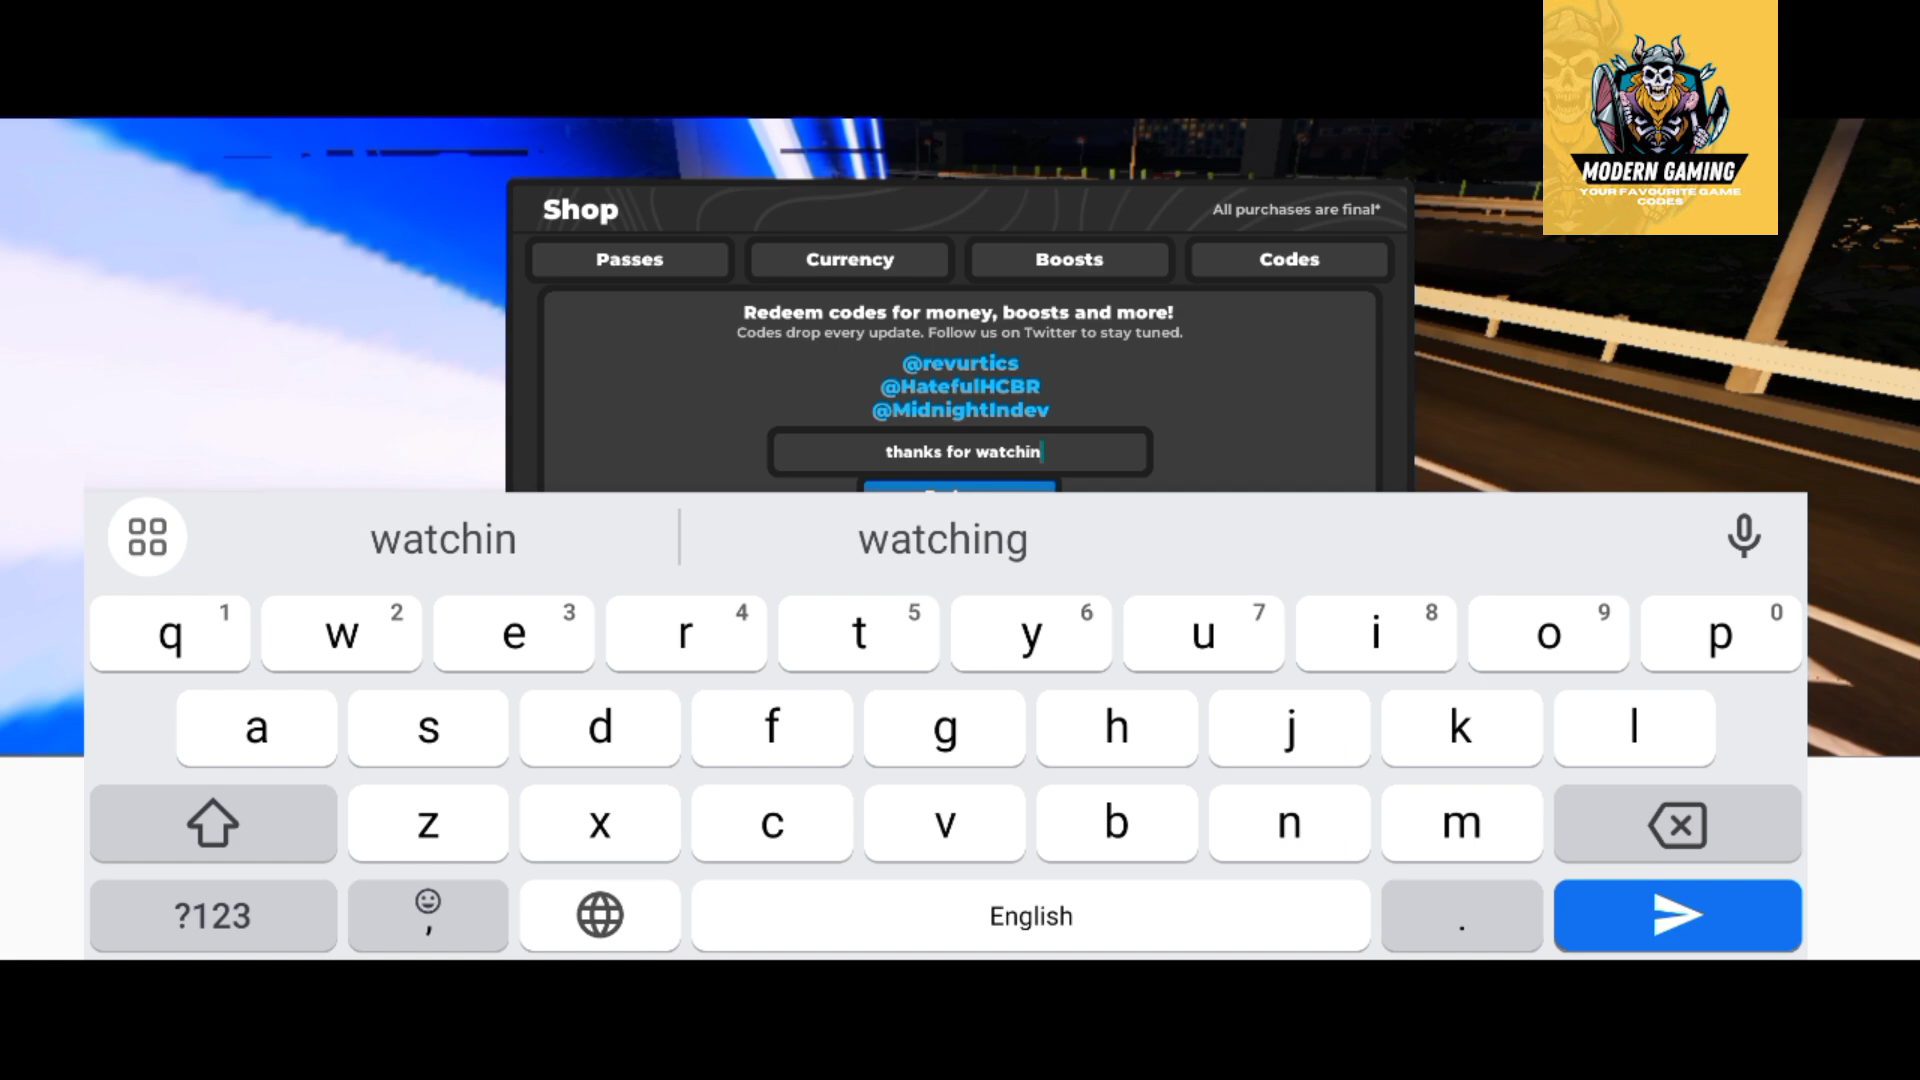 MODERN GAMING
YOUR FAVOURITE GAME
CODES
Shop
All purchases are final*
Passes
Currency
Boosts
Codes
Redeem codes for money, boosts and more!
Codes drop every update. Follow us on Twitter to stay tuned.
@revurtics
@HatefulHCBR
@MidnightIndev
thanks for watchin
watchin
watching
q 1 w 2 e 3 r 4 t 5 y 6 u 7 i 8 o 9 p 0
a s d f g h j k l
z x c v b n m
?123 , English .